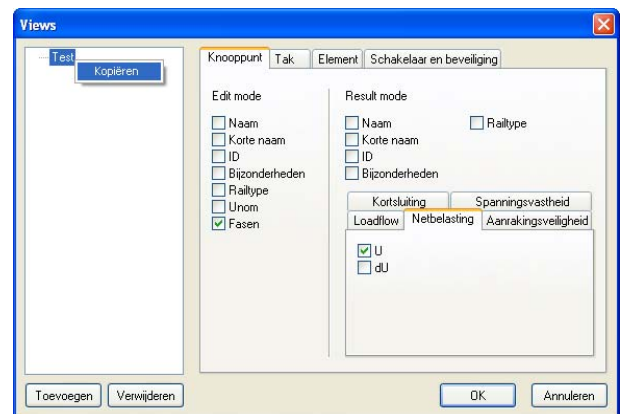 Views
Test
Kopiëren
Knooppunt Tak Element Schakelaar en beveiliging
Edit mode
Naam
Korte naam
ID
Bijzonderheden
Railtype
Unom
Fasen
Result mode
Naam Railtype
Korte naam
ID
Bijzonderheden
Kortsluiting Spanningsvastheid
Loadflow Netbelasting Aanrakingsveiligheid
U
dU
Toevoegen Verwijderen OK Annuleren